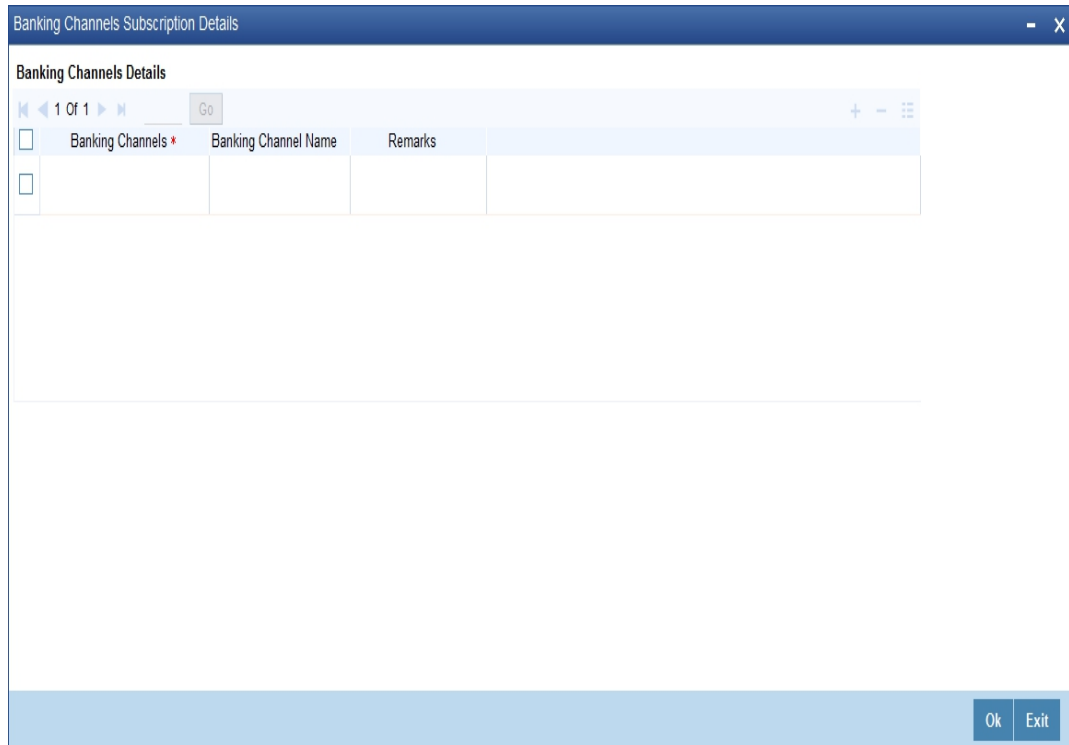 Banking Channels Subscription Details
Banking Channels Details
1 Of 1 Go
Banking Channels * Banking Channel Name Remarks
Ok Exit